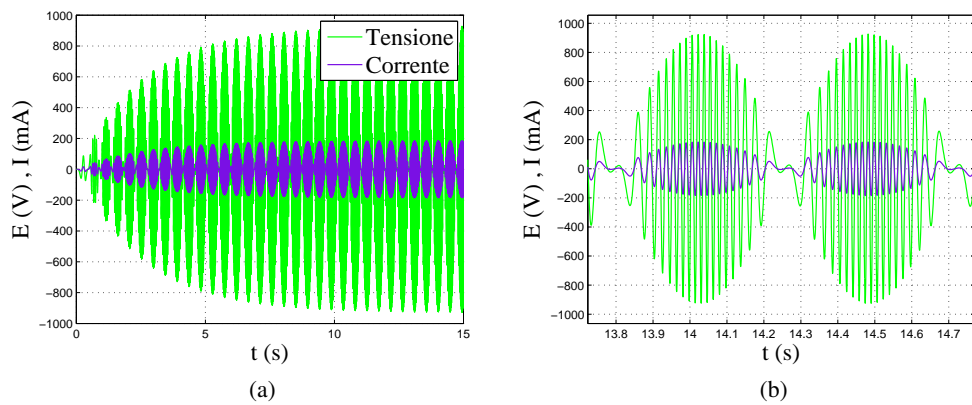 1000
800
600
400
200
0
−200
−400
−600
−800
−1000
E (V) , I (mA)
0 5 10 15
t (s)
Tensione
Corrente
(a)
1000
800
600
400
200
0
−200
−400
−600
−800
−1000
E (V) , I (mA)
13.8 13.9 14 14.1 14.2 14.3 14.4 14.5 14.6 14.7
t (s)
(b)